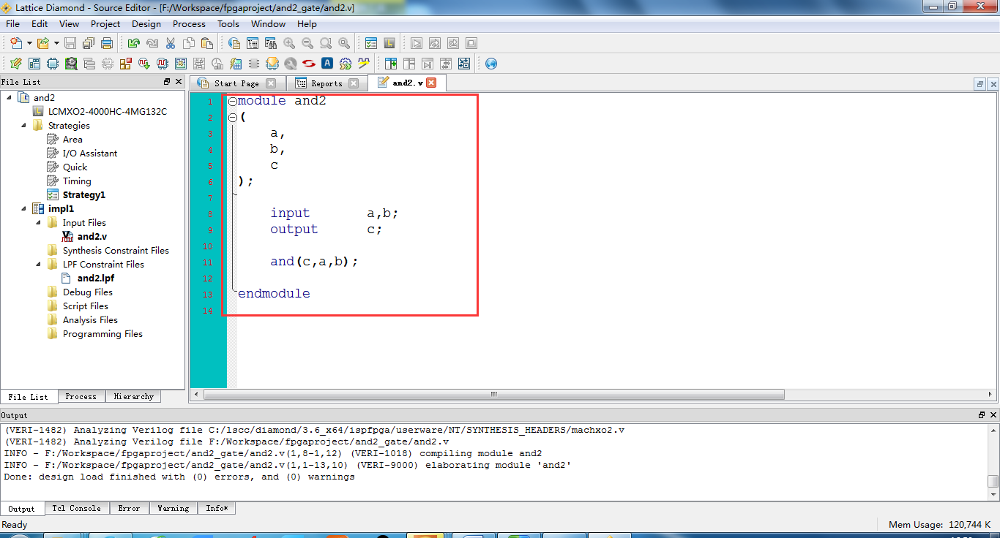 Lattice Diamond - Source Editor - [F:/Workspace/fpgaproject/and2_gate/and2.v]
File Edit View Project Design Process Tools Window Help
File List
Start Page Reports and2.v
and2
LCMXO2-4000HC-4MG132C
Strategies
Area
I/O Assistant
Quick
Timing
Strategy1
impl1
Input Files
and2.v
Synthesis Constraint Files
LPF Constraint Files
and2.lpf
Debug Files
Script Files
Analysis Files
Programming Files
File List Process Hierarchy
1 module and2
2 (
3 a,
4 b,
5 c
6 );
7
8 input a,b;
9 output c;
10
11 and(c,a,b);
12
13 endmodule
14
Output
(VERI-1482) Analyzing Verilog file C:/lscc/diamond/3.6_x64/ispfpga/userware/NT/SYNTHESIS_HEADERS/machxo2.v
(VERI-1482) Analyzing Verilog file F:/Workspace/fpgaproject/and2_gate/and2.v
INFO - F:/Workspace/fpgaproject/and2_gate/and2.v(1,8-1,12) (VERI-1018) compiling module and2
INFO - F:/Workspace/fpgaproject/and2_gate/and2.v(1,1-13,10) (VERI-9000) elaborating module 'and2'
Done: design load finished with (0) errors, and (0) warnings
Output Tcl Console Error Warning Info*
Ready
Mem Usage: 120,744 K